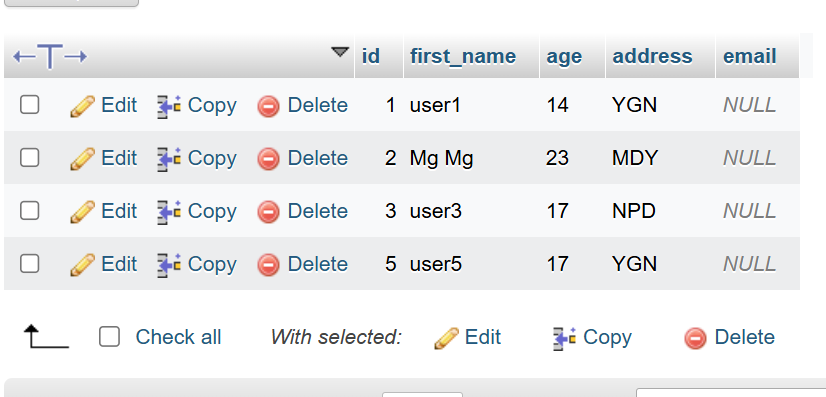 id first_name age address email
Edit Copy Delete 1 user1 14 YGN NULL
Edit Copy Delete 2 Mg Mg 23 MDY NULL
Edit Copy Delete 3 user3 17 NPD NULL
Edit Copy Delete 5 user5 17 YGN NULL
Check all With selected: Edit Copy Delete